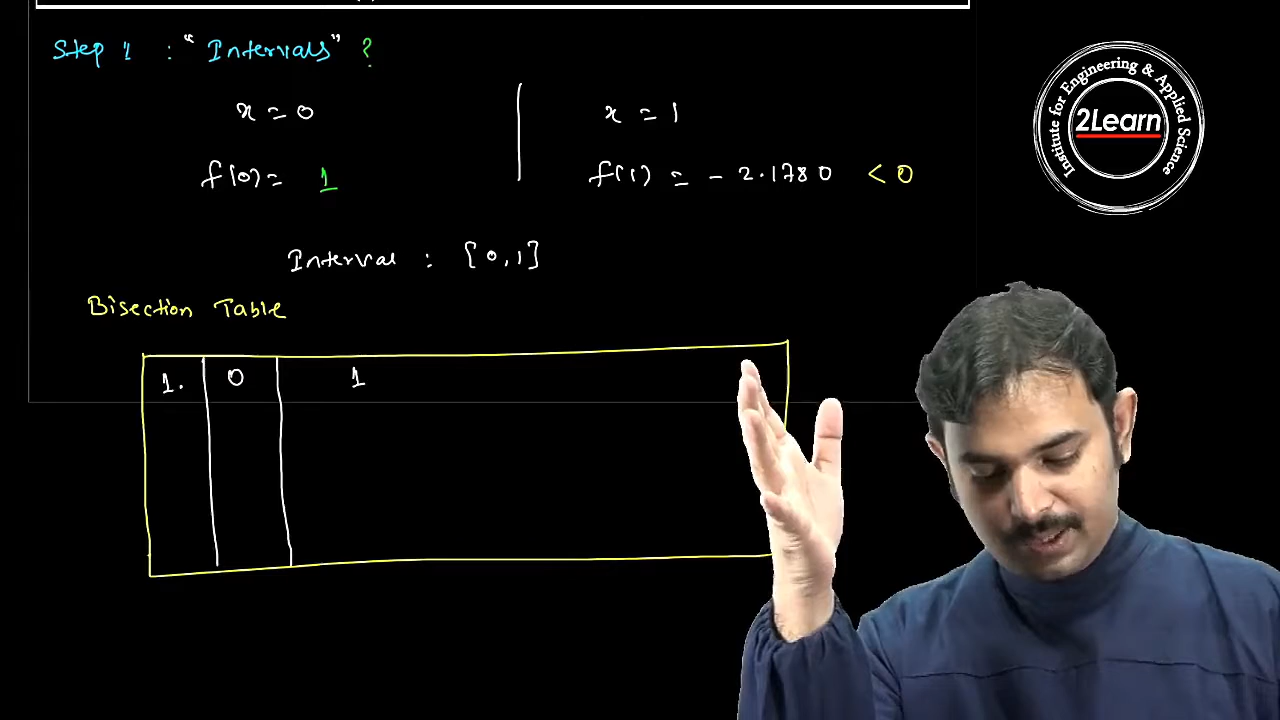 Step 1 : "Intervals" ?
x = 0
x = 1
f(0) = 1
f(1) = - 2.1780 < 0
Interval : [0,1]
Bisection Table
1. 0 1
Institute for Engineering & Applied Science
2Learn